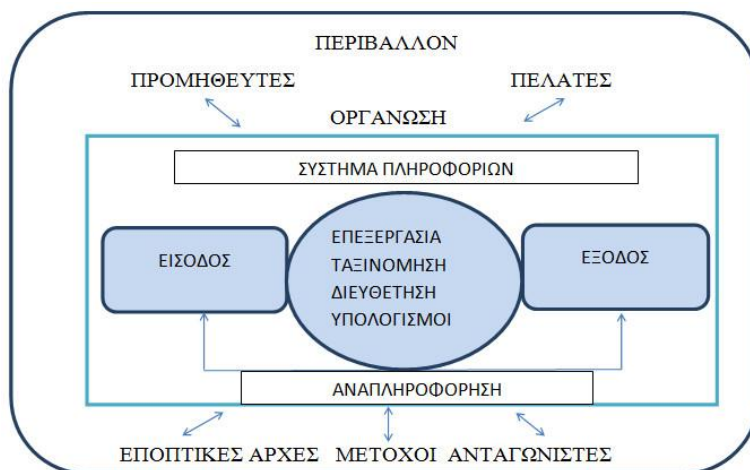 ΠΕΡΙΒΑΛΛΟΝ
ΠΡΟΜΗΘΕΥΤΕΣ ΠΕΛΑΤΕΣ
ΟΡΓΑΝΩΣΗ
ΣΥΣΤΗΜΑ ΠΛΗΡΟΦΟΡΙΩΝ
ΕΙΣΟΔΟΣ
ΕΠΕΞΕΡΓΑΣΙΑ
ΤΑΞΙΝΟΜΗΣΗ
ΔΙΕΥΘΕΤΗΣΗ
ΥΠΟΛΟΓΙΣΜΟΙ
ΕΞΟΔΟΣ
ΑΝΑΠΛΗΡΟΦΟΡΗΣΗ
ΕΠΟΠΤΙΚΕΣ ΑΡΧΕΣ ΜΕΤΟΧΟΙ ΑΝΤΑΓΩΝΙΣΤΕΣ